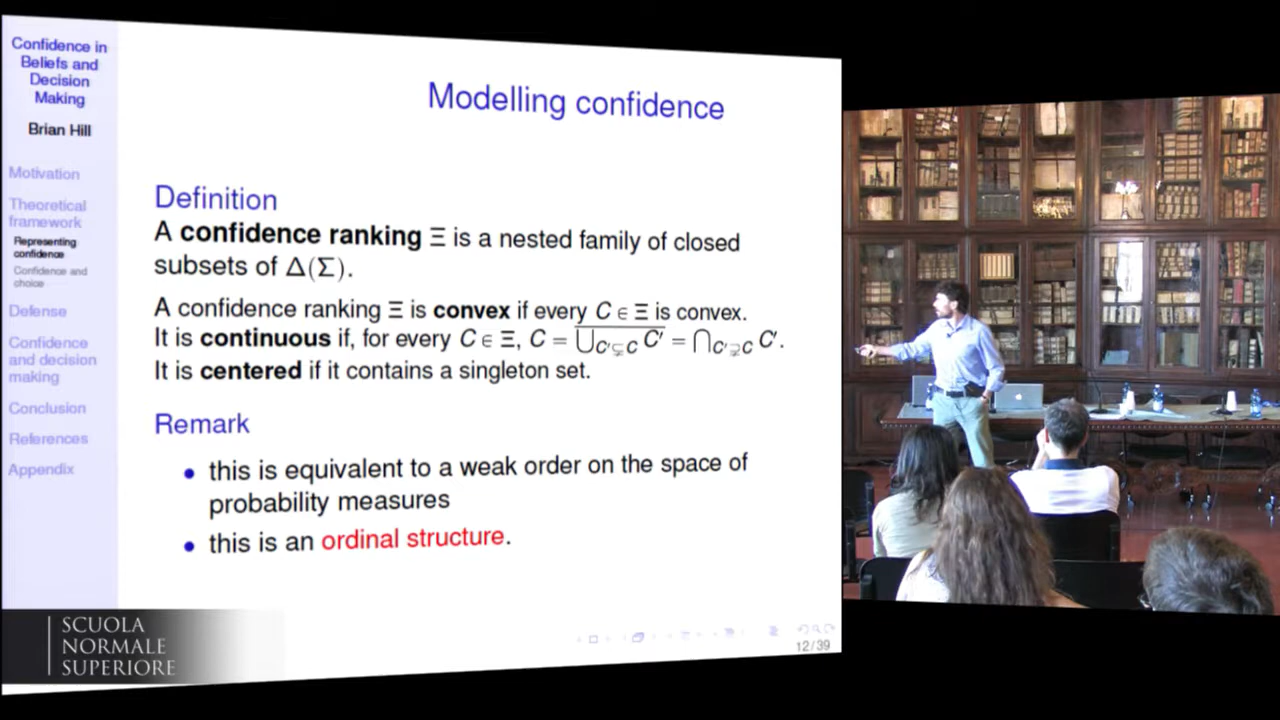 Confidence in
Beliefs and
Decision
Making
Brian Hill
Motivation
Theoretical
framework
Representing
confidence
Confidence and
choice
Defense
Confidence
and decision
making
Conclusion
References
Appendix
Modelling confidence
Definition
A confidence ranking Ξ is a nested family of closed
subsets of Δ(Σ).
A confidence ranking Ξ is convex if every C ∈ Ξ is convex.
It is continuous if, for every C ∈ Ξ, C = \overline{⋃_{C′⊊C} C′} = ⋂_{C′⊋C} C′.
It is centered if it contains a singleton set.
Remark
• this is equivalent to a weak order on the space of
probability measures
• this is an ordinal structure.
12/39
SCUOLA
NORMALE
SUPERIORE